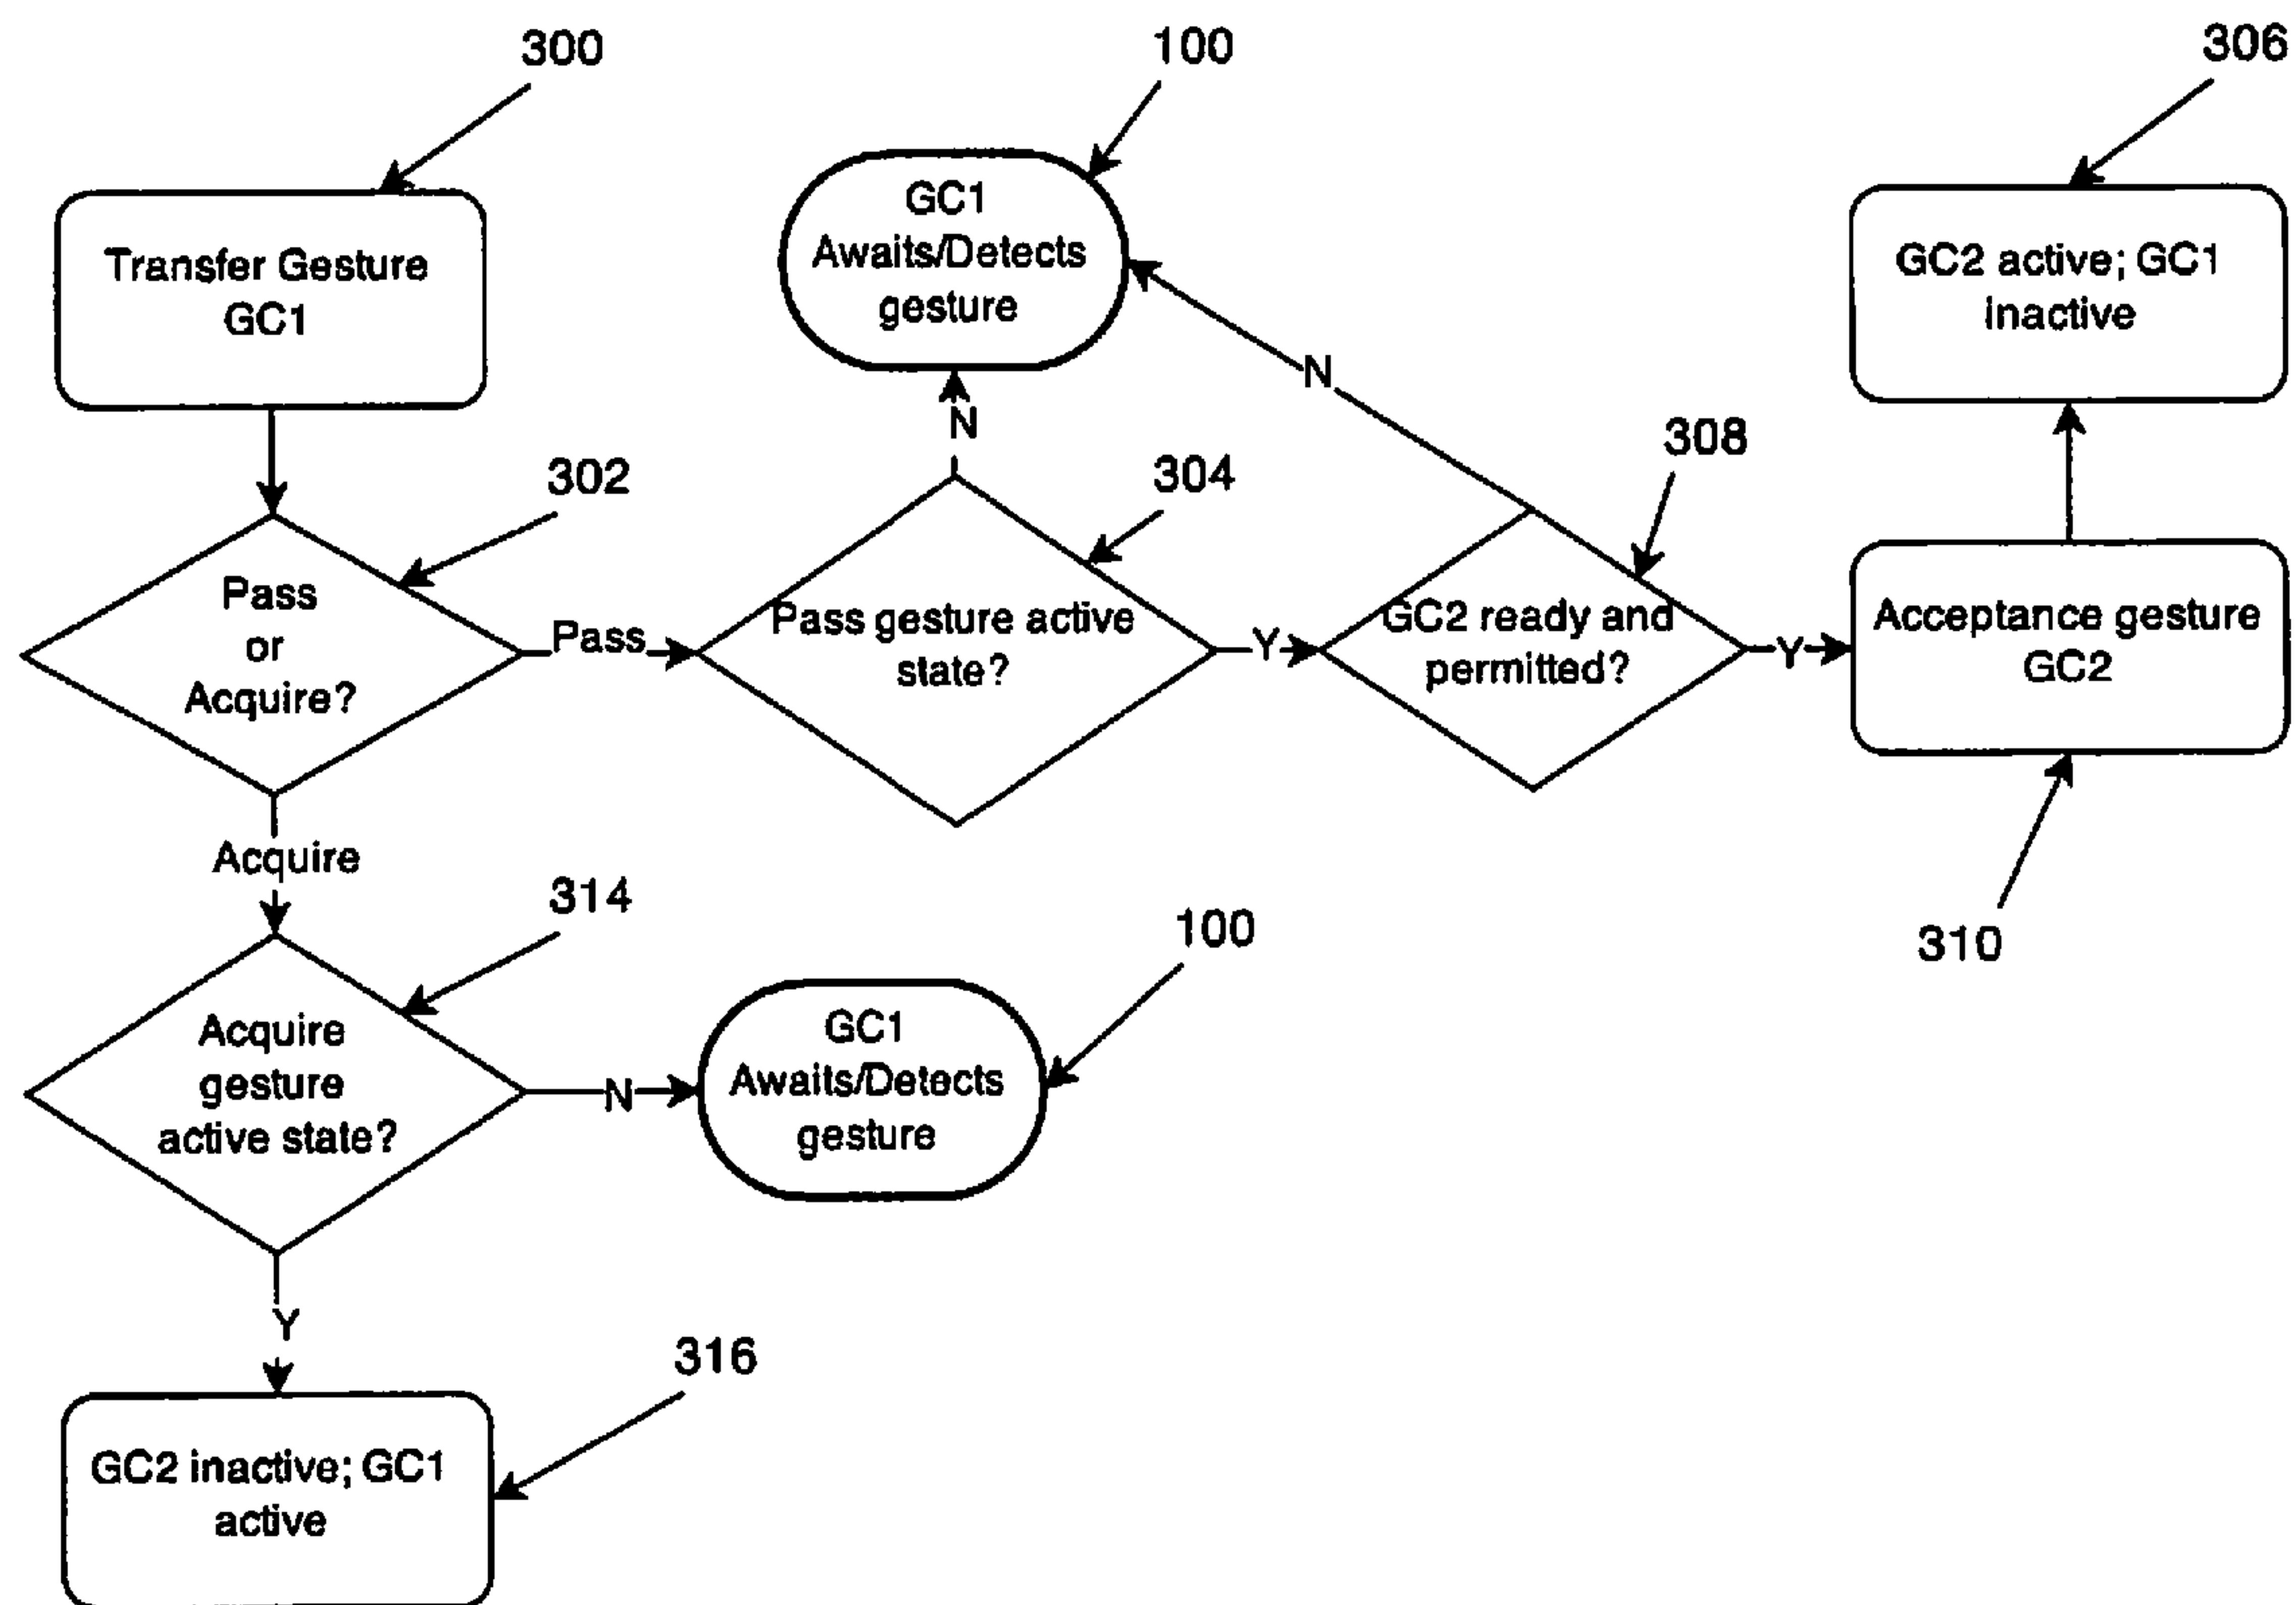 300
100
306
Transfer Gesture
GC1
GC1
Awaits/Detects
gesture
GC2 active; GC1
inactive
N
N
302
304
308
Pass
or
Acquire?
Pass
Pass gesture active
state?
Y
GC2 ready and
permitted?
Y
Acceptance gesture
GC2
310
Acquire
314
100
Acquire
gesture
active state?
N
GC1
Awaits/Detects
gesture
Y
316
GC2 inactive; GC1
active